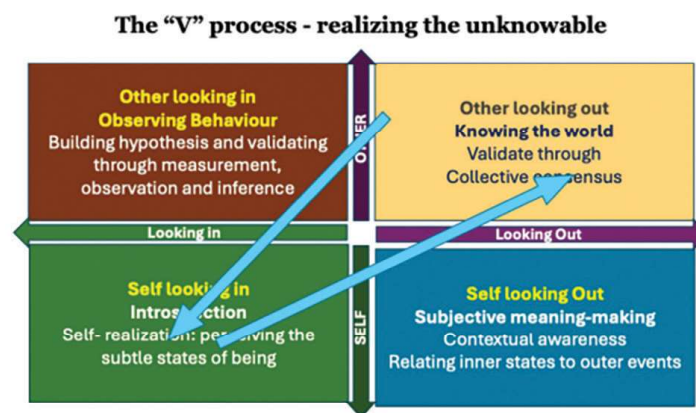 The “V” process - realizing the unknowable
Other looking in
Observing Behaviour
Building hypothesis and validating
through measurement,
observation and inference
OTHER
Other looking out
Knowing the world
Validate through
Collective consensus
Looking in
Looking Out
Self looking in
Introspection
Self- realization: perceiving the
subtle states of being
SELF
Self looking Out
Subjective meaning-making
Contextual awareness
Relating inner states to outer events